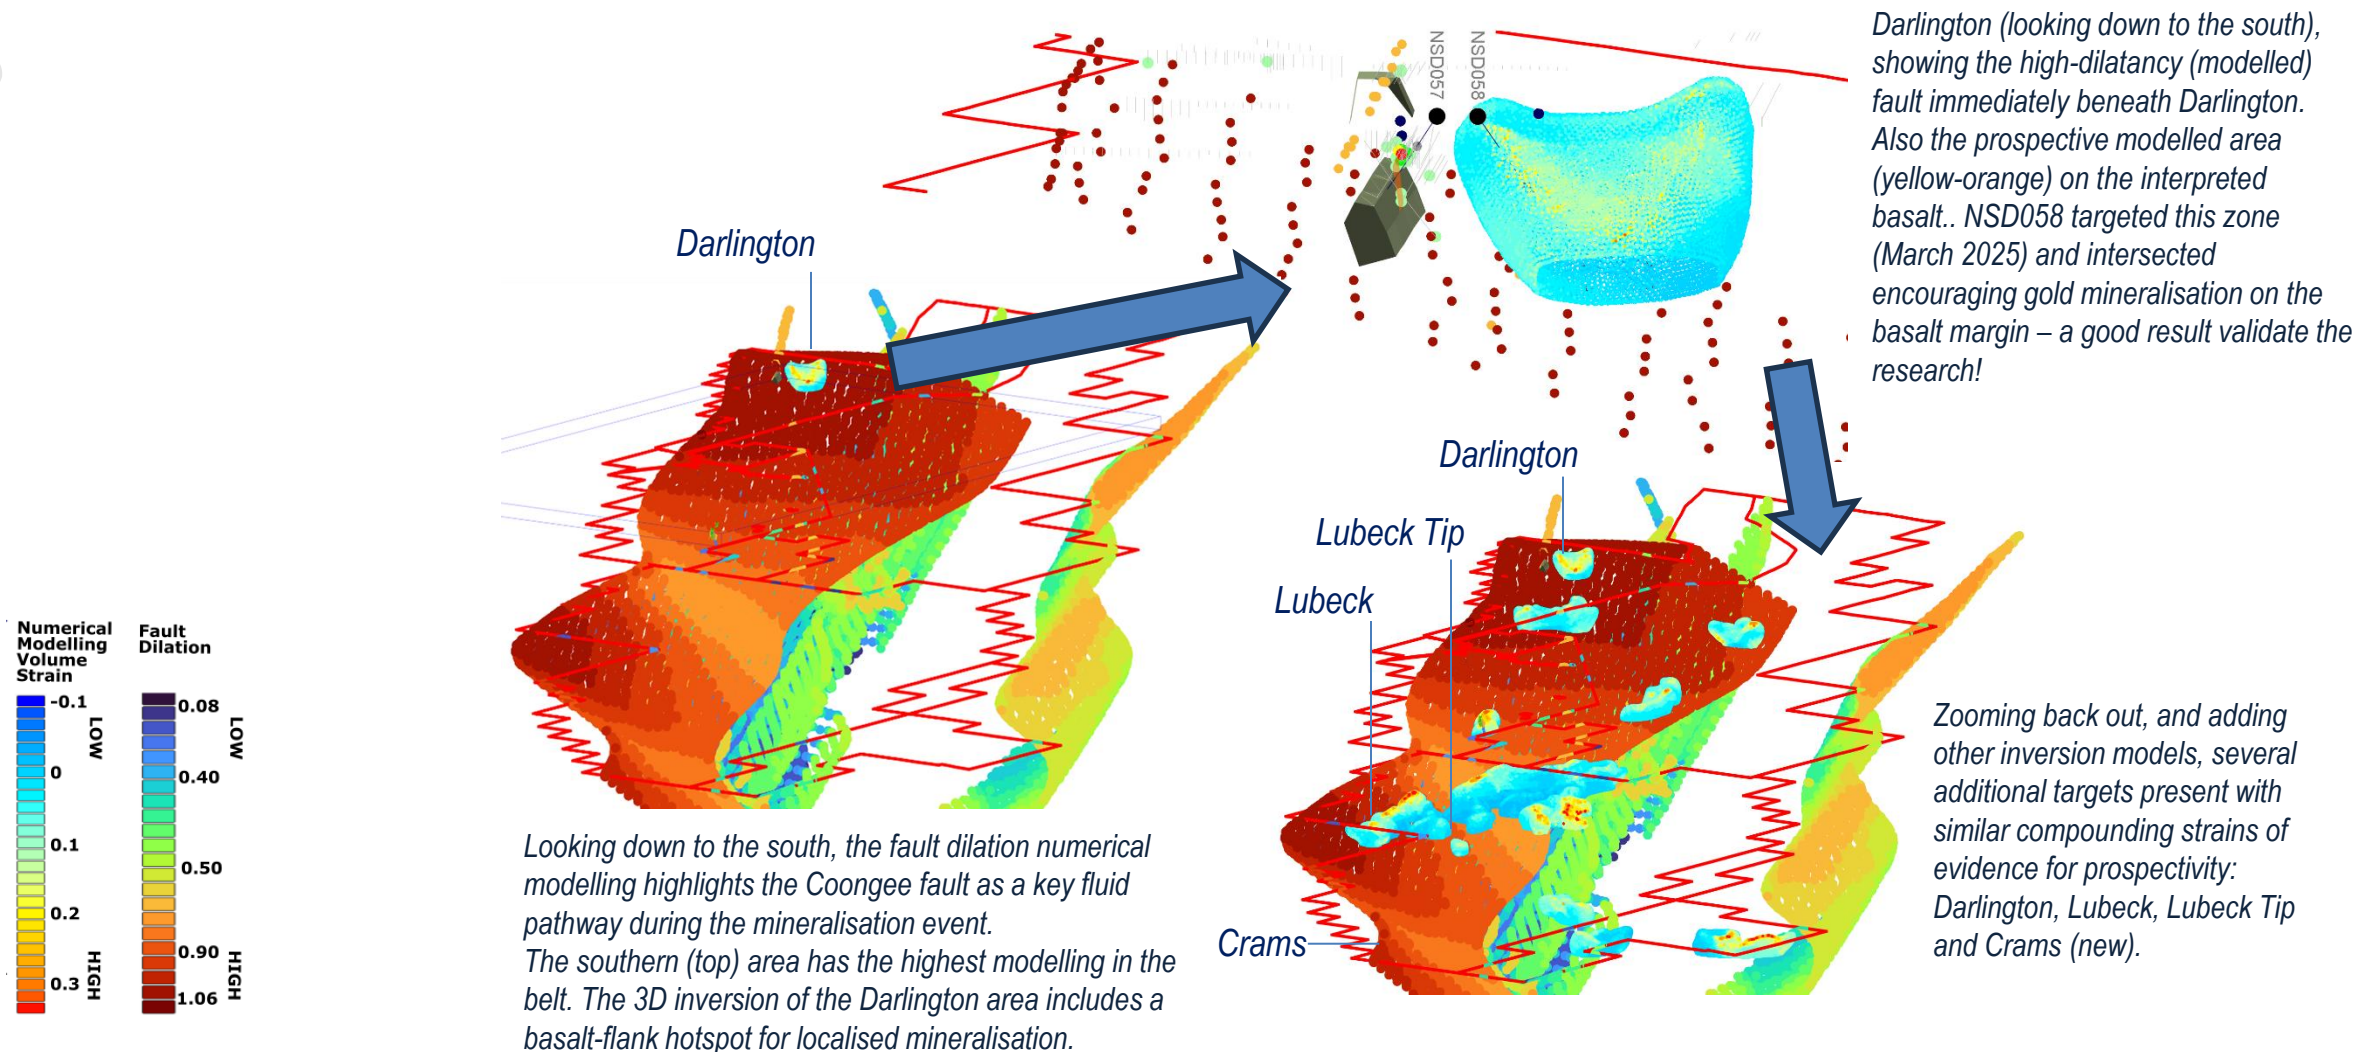 NSD057
NSD058
Darlington (looking down to the south),
showing the high-dilatancy (modelled)
fault immediately beneath Darlington.
Also the prospective modelled area
(yellow-orange) on the interpreted
basalt.. NSD058 targeted this zone
(March 2025) and intersected
encouraging gold mineralisation on the
basalt margin – a good result validate the
research!
Darlington
Darlington
Lubeck Tip
Lubeck
Crams
Numerical
Modelling
Volume
Strain
-0.1
0
0.1
0.2
0.3
LOW
HIGH
Fault
Dilation
0.08
0.40
0.50
0.90
1.06
LOW
HIGH
Looking down to the south, the fault dilation numerical
modelling highlights the Coongee fault as a key fluid
pathway during the mineralisation event.
The southern (top) area has the highest modelling in the
belt. The 3D inversion of the Darlington area includes a
basalt-flank hotspot for localised mineralisation.
Zooming back out, and adding
other inversion models, several
additional targets present with
similar compounding strains of
evidence for prospectivity:
Darlington, Lubeck, Lubeck Tip
and Crams (new).